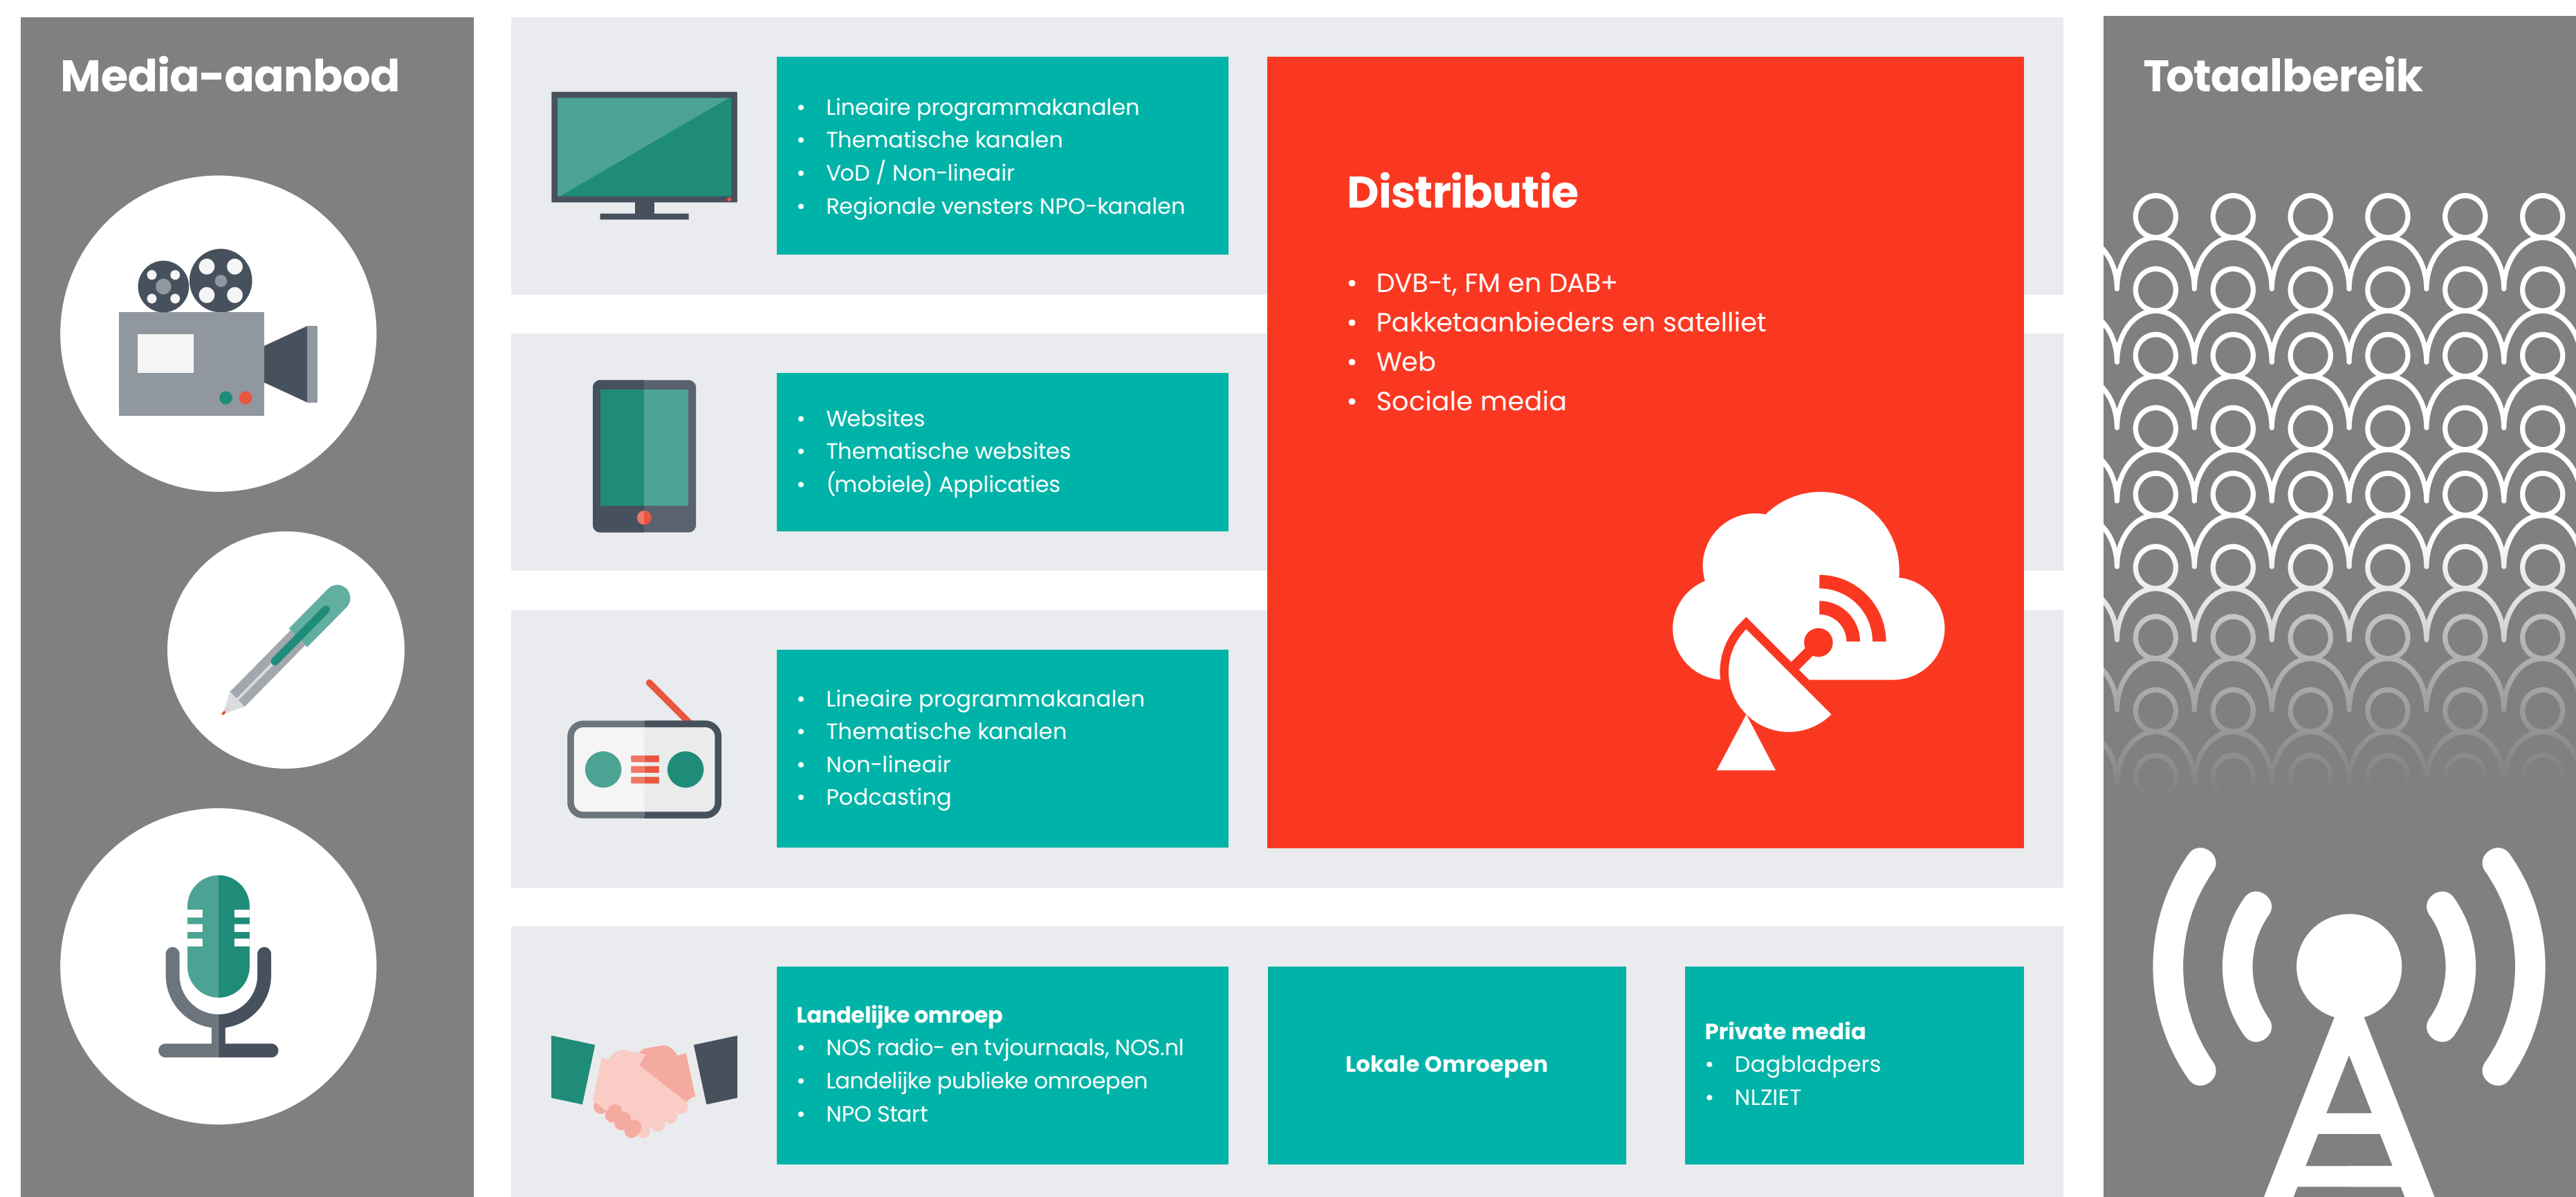 Media-aanbod
• Lineaire programmakanalen
• Thematische kanalen
• VoD / Non-lineair
• Regionale vensters NPO-kanalen
• Websites
• Thematische websites
• (mobiele) Applicaties
• Lineaire programmakanalen
• Thematische kanalen
• Non-lineair
• Podcasting
Distributie
• DVB-t, FM en DAB+
• Pakketaanbieders en satelliet
• Web
• Sociale media
Landelijke omroep
• NOS radio- en tvjournaals, NOS.nl
• Landelijke publieke omroepen
• NPO Start
Lokale Omroepen
Private media
• Dagbladpers
• NLZIET
Totaalbereik